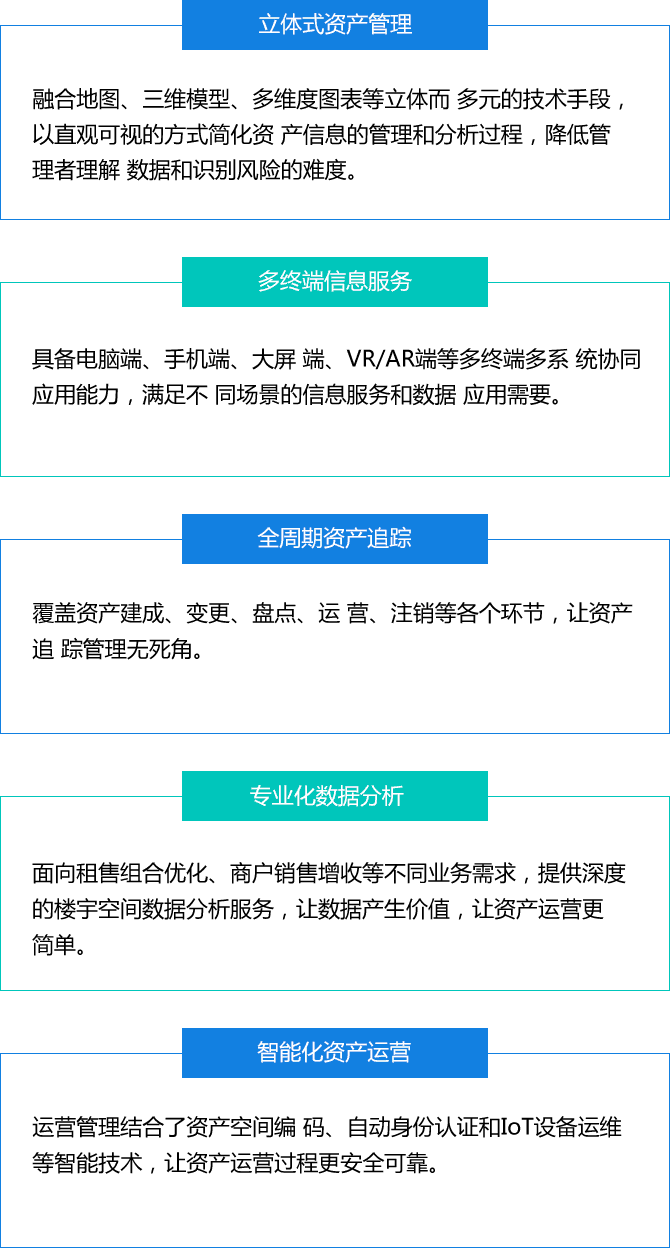 立体式资产管理
融合地图、三维模型、多维度图表等立体而 多元的技术手段，
以直观可视的方式简化资 产信息的管理和分析过程，降低管
理者理解 数据和识别风险的难度。
多终端信息服务
具备电脑端、手机端、大屏 端、VR/AR端等多终端多系 统协同
应用能力，满足不 同场景的信息服务和数据 应用需要。
全周期资产追踪
覆盖资产建成、变更、盘点、运 营、注销等各个环节，让资产
追 踪管理无死角。
专业化数据分析
面向租售组合优化、商户销售增收等不同业务需求，提供深度
的楼宇空间数据分析服务，让数据产生价值，让资产运营更
简单。
智能化资产运营
运营管理结合了资产空间编 码、自动身份认证和IoT设备运维
等智能技术，让资产运营过程更安全可靠。